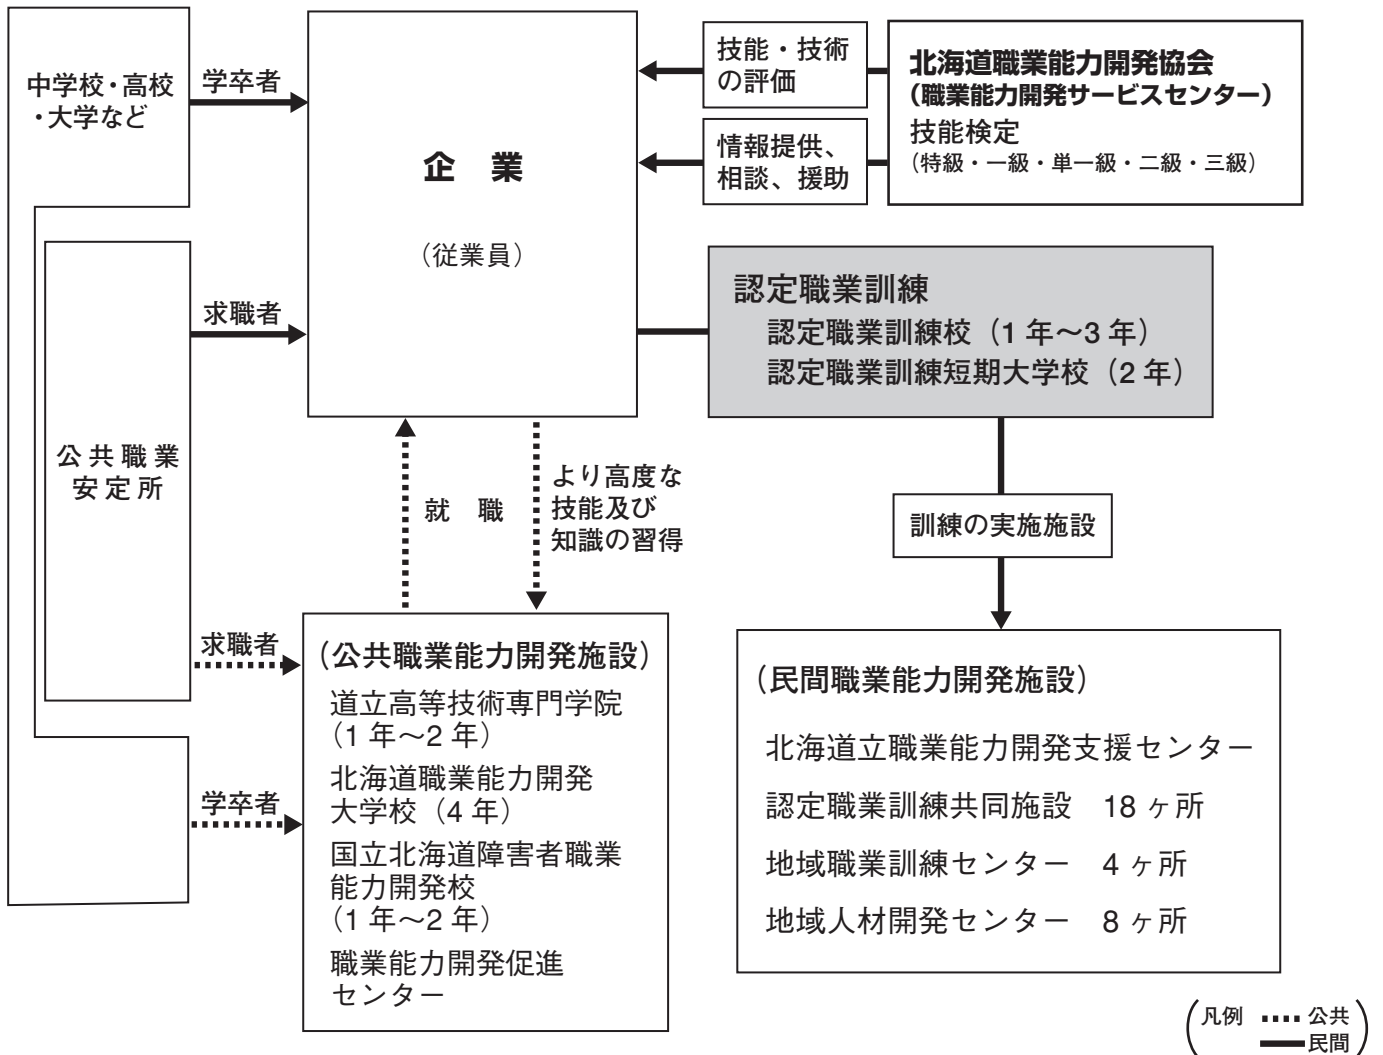 中学校・高校
・大学など
学卒者
企　業
（従業員）
技能・技術
の評価
情報提供、
相談、援助
北海道職業能力開発協会
（職業能力開発サービスセンター）
技能検定
（特級・一級・単一級・二級・三級）
求職者
公共職業
安定所
認定職業訓練
認定職業訓練校（1 年～3 年）
認定職業訓練短期大学校（2 年）
就　職
より高度な
技能及び
知識の習得
訓練の実施施設
求職者
学卒者
（公共職業能力開発施設）
道立高等技術専門学院
（1 年～2 年）
北海道職業能力開発
大学校（4 年）
国立北海道障害者職業
能力開発校
（1 年～2 年）
職業能力開発促進
センター
（民間職業能力開発施設）
北海道立職業能力開発支援センター
認定職業訓練共同施設　18 ヶ所
地域職業訓練センター　4 ヶ所
地域人材開発センター　8 ヶ所
凡例　公共
民間